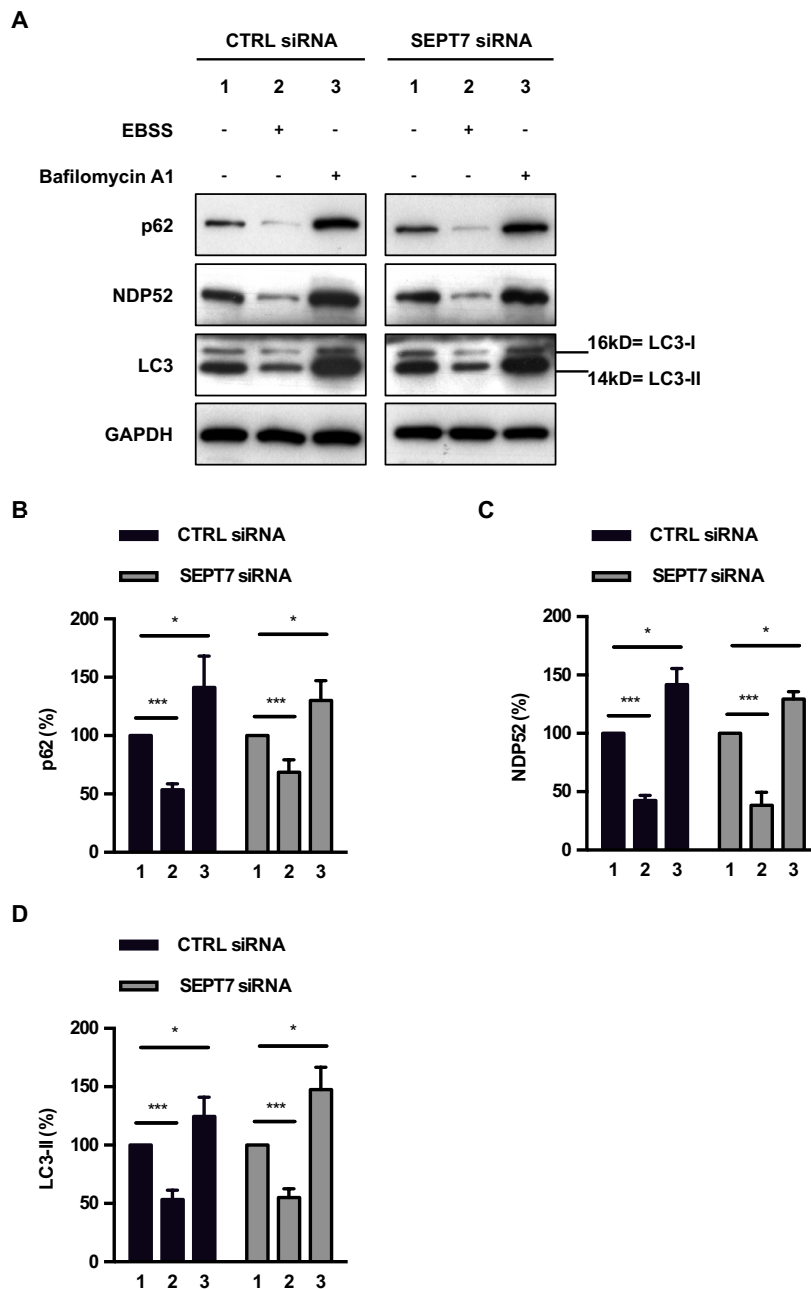 A
CTRL siRNA SEPT7 siRNA
1 2 3 1 2 3
EBSS - + - - + -
Bafilomycin A1 - - + - - +
p62
NDP52
LC3
16kD= LC3-I
14kD= LC3-II
GAPDH
B
CTRL siRNA
SEPT7 siRNA
p62 (%)
200
150
100
50
0
* *
*** ***
1 2 3 1 2 3
C
CTRL siRNA
SEPT7 siRNA
NDP52 (%)
200
150
100
50
0
* *
*** ***
1 2 3 1 2 3
D
CTRL siRNA
SEPT7 siRNA
LC3-II (%)
200
150
100
50
0
* *
*** ***
1 2 3 1 2 3